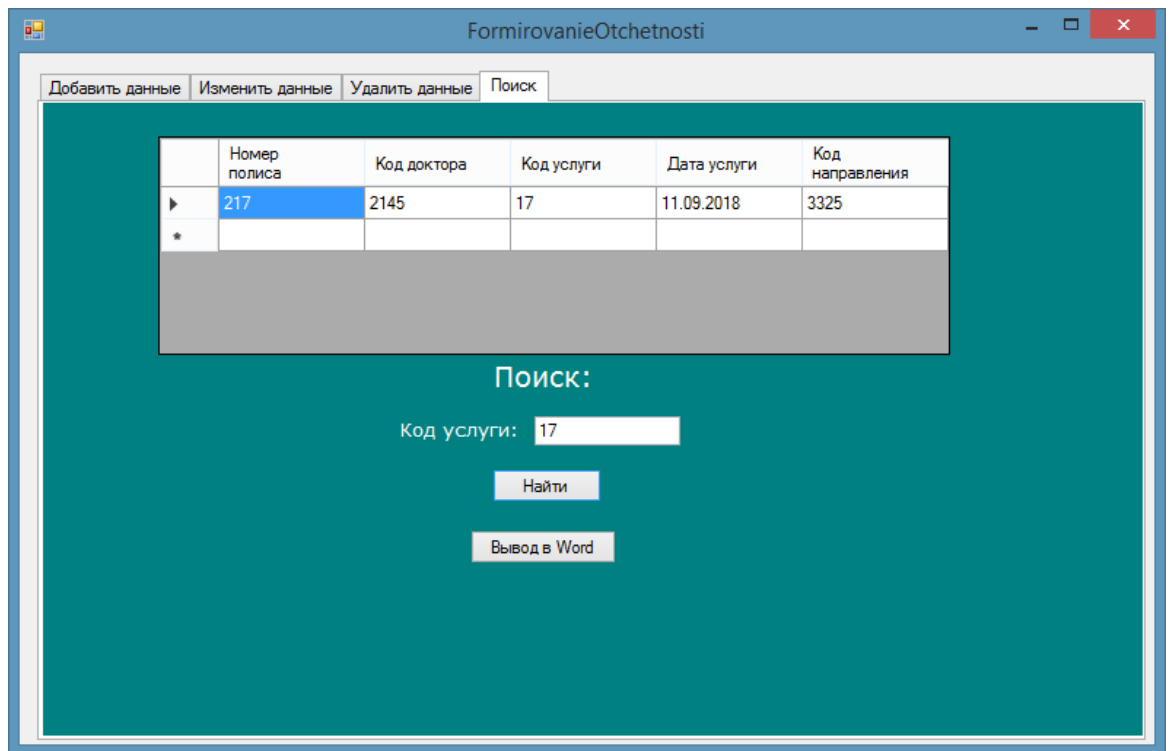 FormirovanieOtchetnosti
Добавить данные Изменить данные Удалить данные Поиск
Номер полиса Код доктора Код услуги Дата услуги Код направления
217 2145 17 11.09.2018 3325
Поиск:
Код услуги: 17
Найти
Вывод в Word